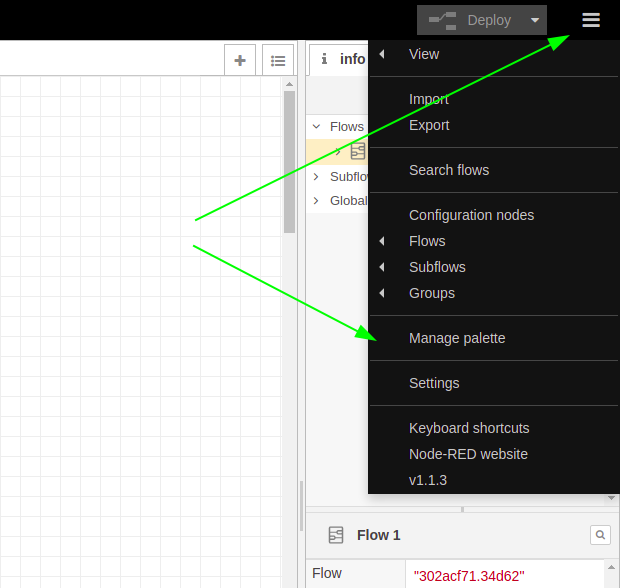 Deploy
info
View
Import
Export
Search flows
Configuration nodes
Flows
Subflows
Groups
Manage palette
Settings
Keyboard shortcuts
Node-RED website
v1.1.3
Flows
Subflow
Global
Flow 1
Flow
"302acf71.34d62"